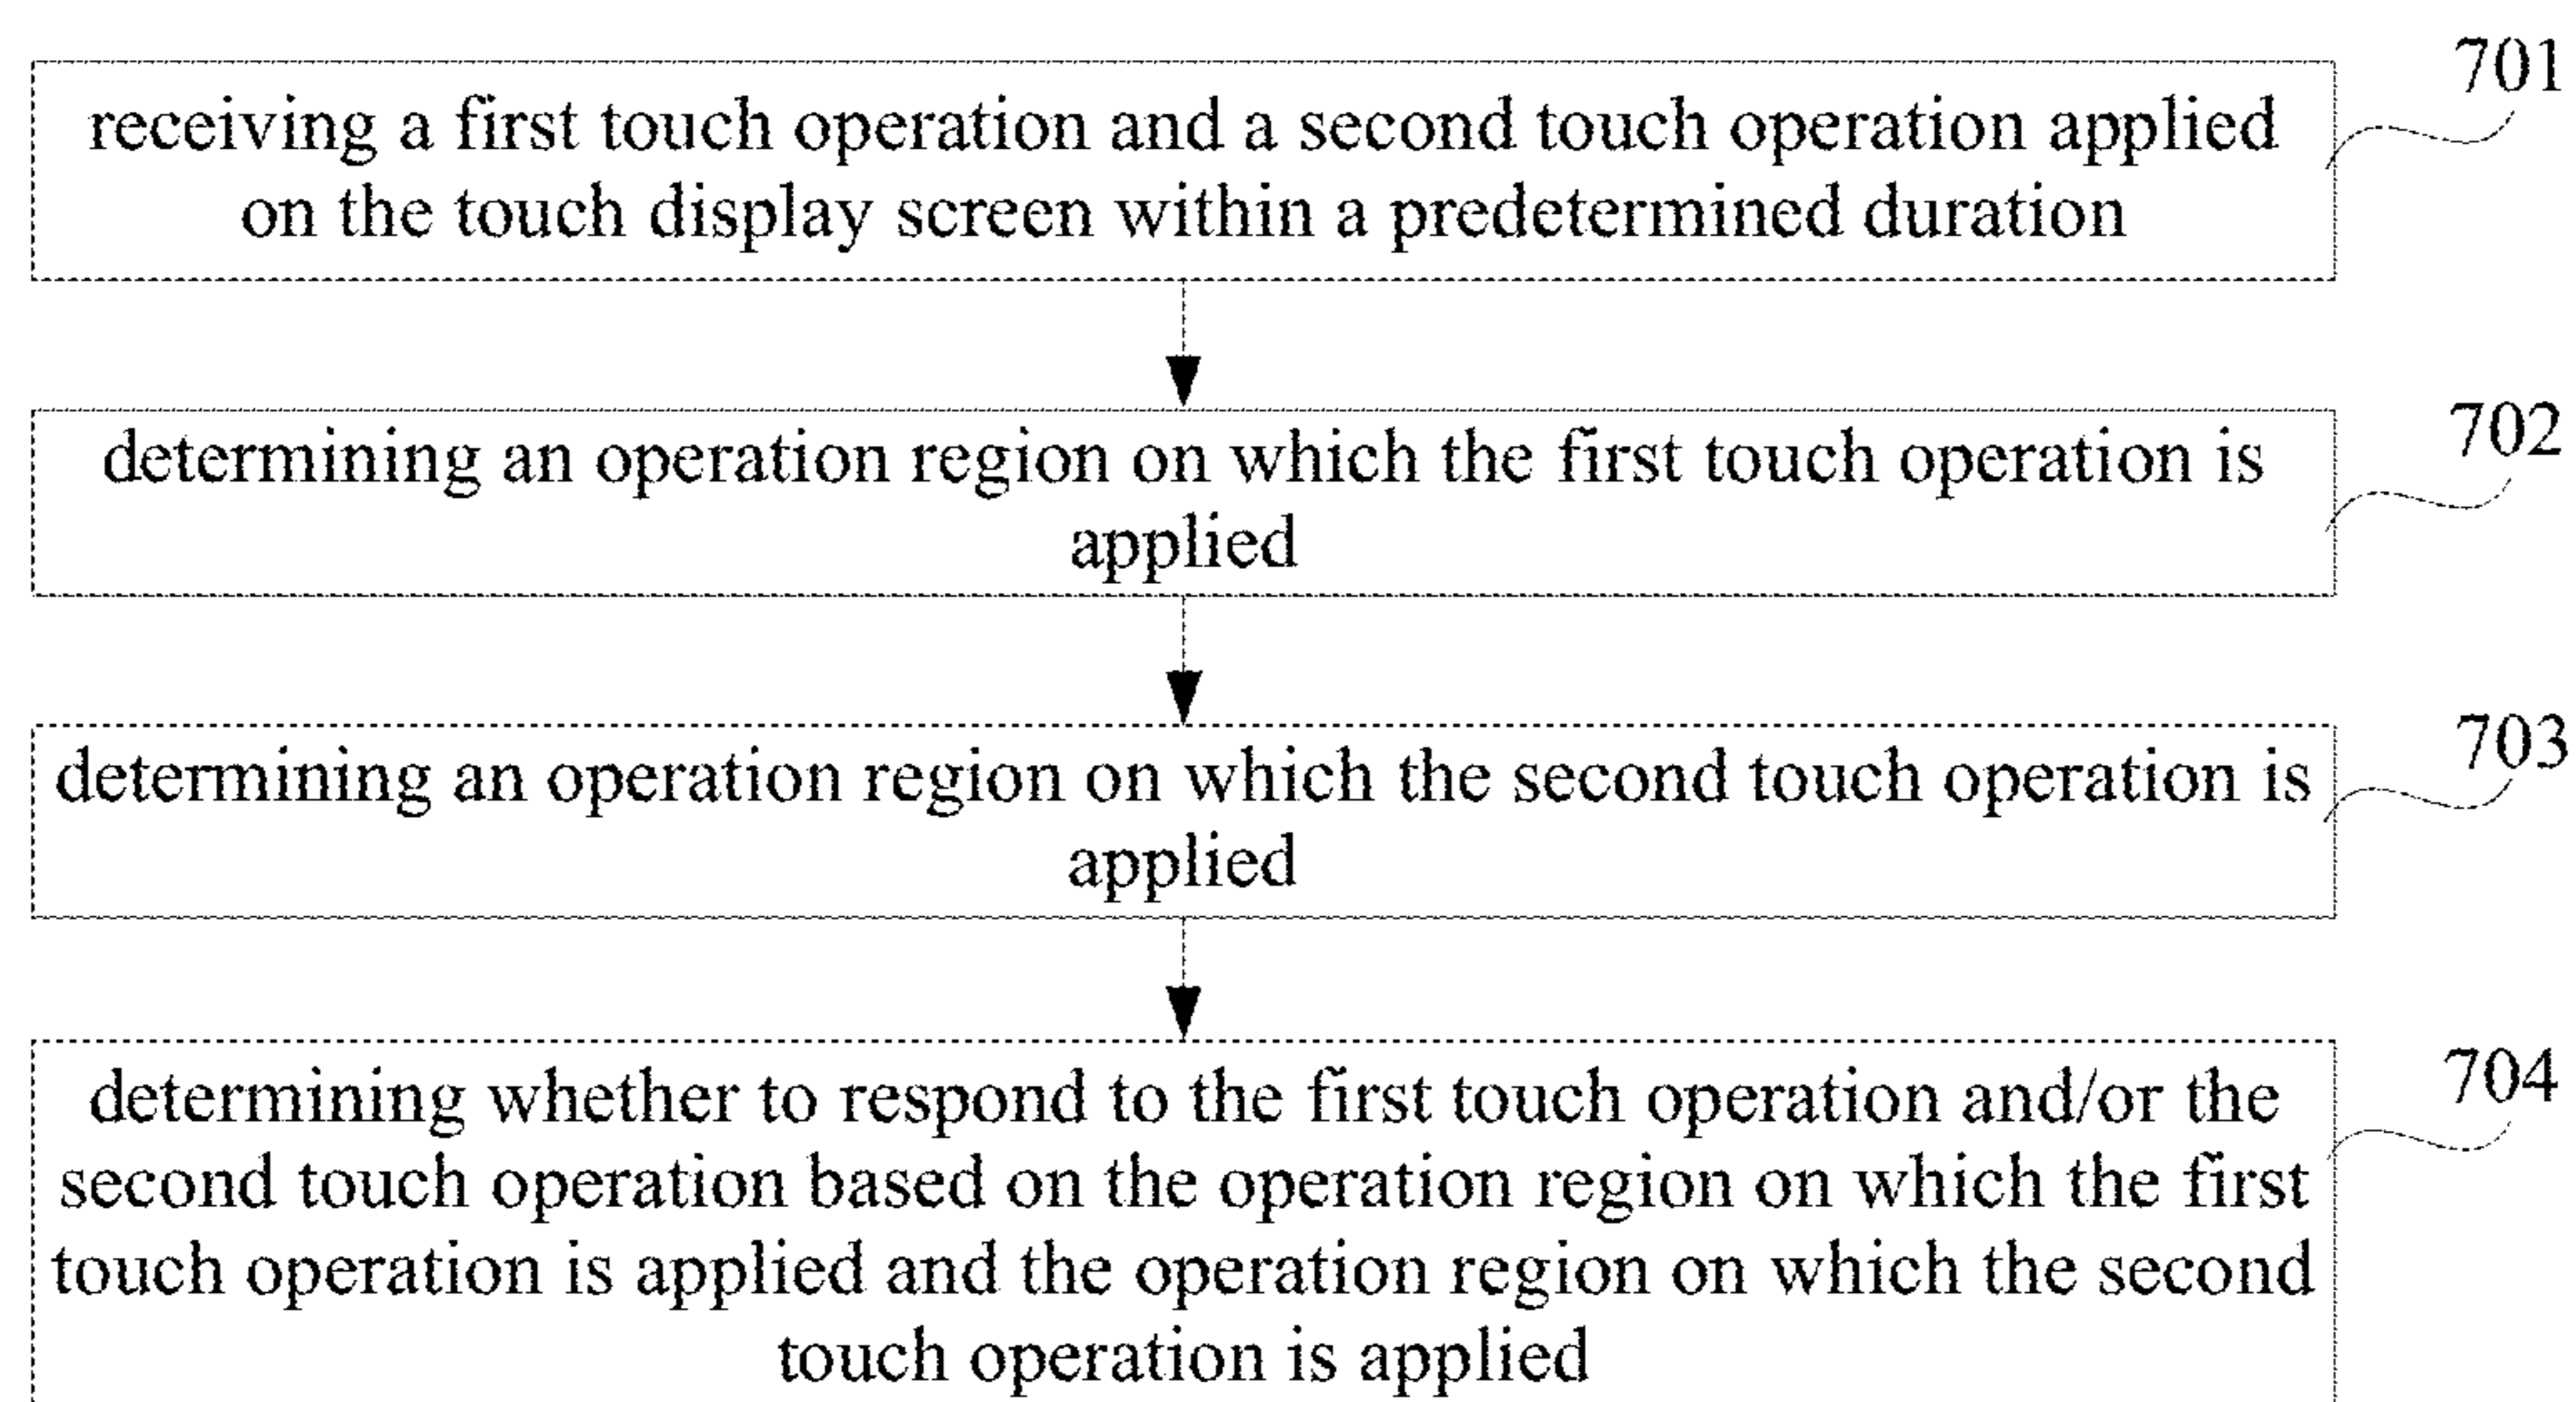 701
receiving a first touch operation and a second touch operation applied
on the touch display screen within a predetermined duration
702
determining an operation region on which the first touch operation is
applied
703
determining an operation region on which the second touch operation is
applied
704
determining whether to respond to the first touch operation and/or the
second touch operation based on the operation region on which the first
touch operation is applied and the operation region on which the second
touch operation is applied